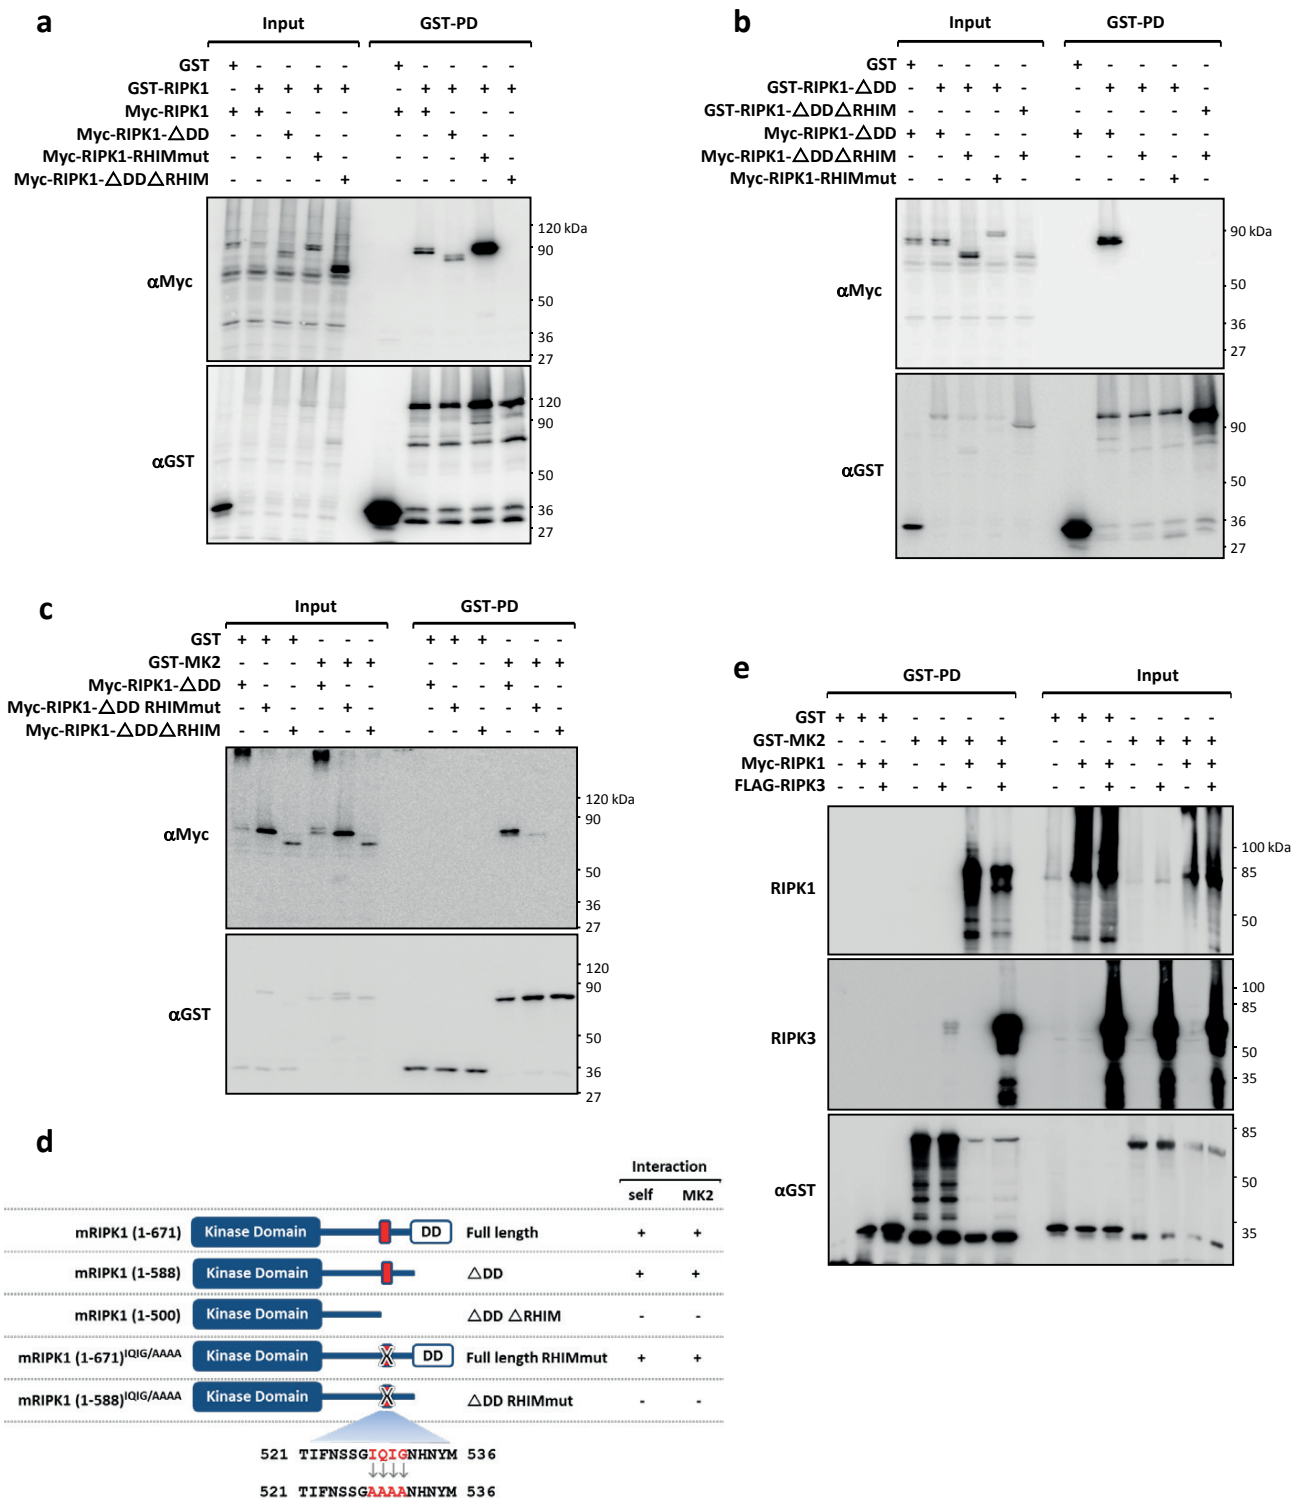 a
Input GST-PD
GST + - - - - + - - - -
GST-RIPK1 - + + + + - + + + +
Myc-RIPK1 + + - - - + + - - -
Myc-RIPK1-△DD - - + - - - - + - -
Myc-RIPK1-RHIMmut - - - + - - - - + -
Myc-RIPK1-△DD△RHIM - - - - + - - - - +
αMyc
120 kDa
90
50
36
27
αGST
120
90
50
36
27
b
Input GST-PD
GST + - - - - + - - - -
GST-RIPK1-△DD - + + + - - + + + -
GST-RIPK1-△DD△RHIM - - - - + - - - - +
Myc-RIPK1-△DD + + - - - + + - - -
Myc-RIPK1-△DD△RHIM - - + - + - - + - +
Myc-RIPK1-RHIMmut - - - + - - - - + -
αMyc
90 kDa
50
36
27
αGST
90
50
36
27
c
Input GST-PD
GST + + + - - - + + + - - -
GST-MK2 - - - + + + - - - + + +
Myc-RIPK1-△DD + - - + - - + - - + - -
Myc-RIPK1-△DD RHIMmut - + - - + - - + - - + -
Myc-RIPK1-△DD△RHIM - - + - - + - - + - - +
αMyc
120 kDa
90
50
36
27
αGST
120
90
50
36
27
d
Interaction
self MK2
mRIPK1 (1-671) Kinase Domain DD Full length + +
mRIPK1 (1-588) Kinase Domain △DD + +
mRIPK1 (1-500) Kinase Domain △DD △RHIM - -
mRIPK1 (1-671)IQIG/AAAA Kinase Domain X DD Full length RHIMmut + +
mRIPK1 (1-588)IQIG/AAAA Kinase Domain X △DD RHIMmut - -
521 TIFNSSGIQIGNHNYM 536
521 TIFNSSGAAAANHNYM 536
e
GST-PD Input
GST + + + - - - - + + + - - - -
GST-MK2 - - - + + + + - - - + + + +
Myc-RIPK1 - + + - - + + - + + - - + +
FLAG-RIPK3 - - + - + - + - - + - + - +
RIPK1
100 kDa
85
50
RIPK3
100
85
50
35
αGST
85
50
35